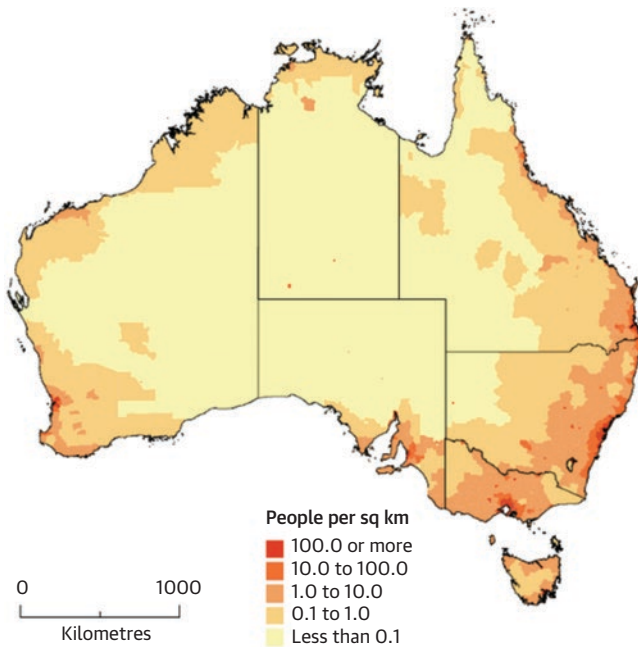 People per sq km
100.0 or more
10.0 to 100.0
1.0 to 10.0
0.1 to 1.0
Less than 0.1
0 1000
Kilometres